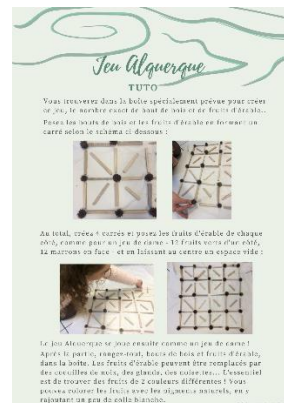 Jeu Alquerque
TUTO
Vous trouverez dans la boîte spécialement prévue pour créer
ce jeu, le nombre exact de bout de bois et de fruits d'érable...
Posez les bouts de bois et les fruits d'érable en formant un
carré selon le schéma ci-dessous :
Au total, créez 4 carrés et posez les fruits d'érable de chaque
côté, comme pour un jeu de dame - 12 fruits verts d'un côté,
12 marrons en face - et en laissant au centre un espace vide :
Le jeu Alquerque se joue ensuite comme un jeu de dame !
Après la partie, rangez-tout, bouts de bois et fruits d'érable,
dans la boîte. Les fruits d'érable peuvent être remplacés par
des coquilles de noix, des glands, des noisettes... L'essentiel
est de trouver des fruits de 2 couleurs différentes ! Vous
pouvez colorer les fruits avec les pigments naturels, en y
rajoutant un peu de colle blanche.